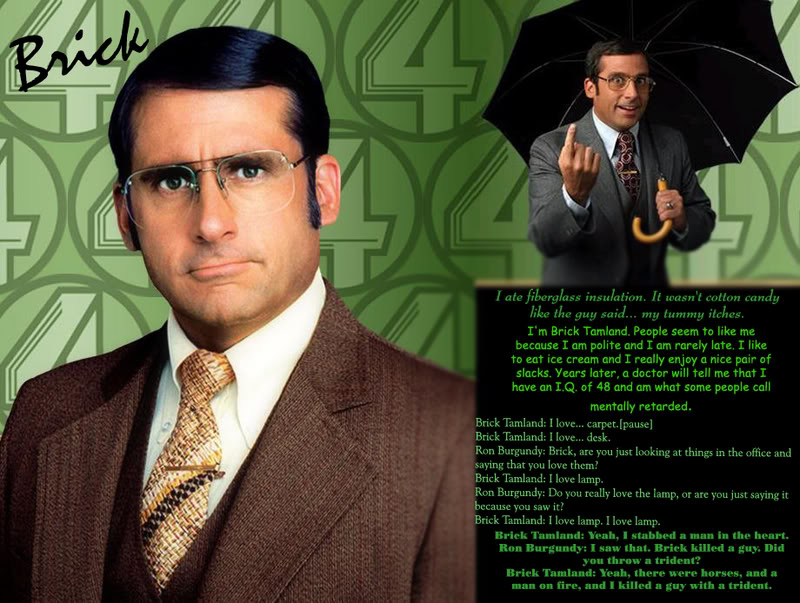 Brick
4
I ate fiberglass insulation. It wasn't cotton candy
like the guy said... my tummy itches.
I'm Brick Tamland. People seem to like me
because I am polite and I am rarely late. I like
to eat ice cream and I really enjoy a nice pair of
slacks. Years later, a doctor will tell me that I
have an I.Q. of 48 and am what some people call
mentally retarded.
Brick Tamland: I love... carpet.[pause]
Brick Tamland: I love... desk.
Ron Burgundy: Brick, are you just looking at things in the office and
saying that you love them?
Brick Tamland: I love lamp.
Ron Burgundy: Do you really love the lamp, or are you just saying it
because you saw it?
Brick Tamland: I love lamp. I love lamp.
Brick Tamland: Yeah, I stabbed a man in the heart.
Ron Burgundy: I saw that. Brick killed a guy. Did
you throw a trident?
Brick Tamland: Yeah, there were horses, and a
man on fire, and I killed a guy with a trident.